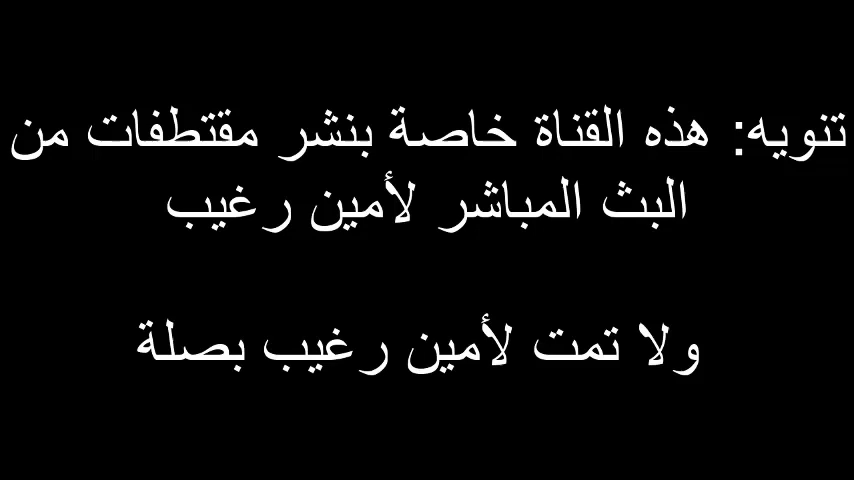 تنويه: هذه القناة خاصة بنشر مقتطفات من
البث المباشر لأمين رغيب
ولا تمت لأمين رغيب بصلة